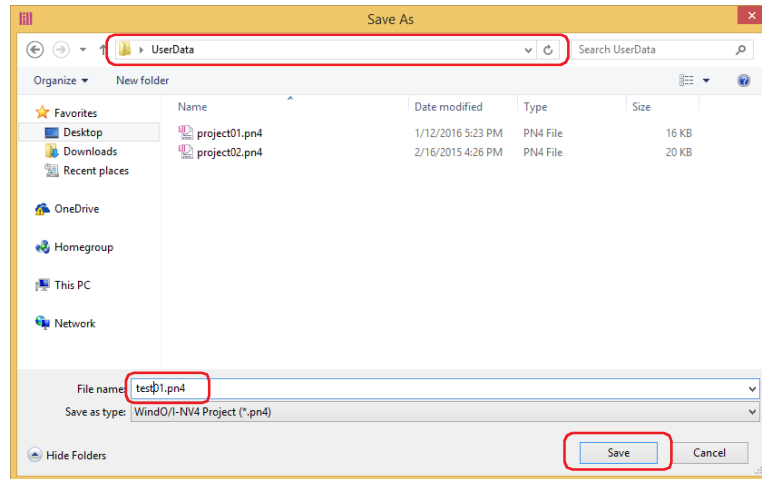 Save As
UserData
Search UserData
Organize
New folder
Favorites
Desktop
Downloads
Recent places
OneDrive
Homegroup
This PC
Network
Name Date modified Type Size
project01.pn4 1/12/2016 5:23 PM PN4 File 16 KB
project02.pn4 2/16/2015 4:26 PM PN4 File 20 KB
File name: test01.pn4
Save as type: WindO/I-NV4 Project (*.pn4)
Hide Folders
Save
Cancel